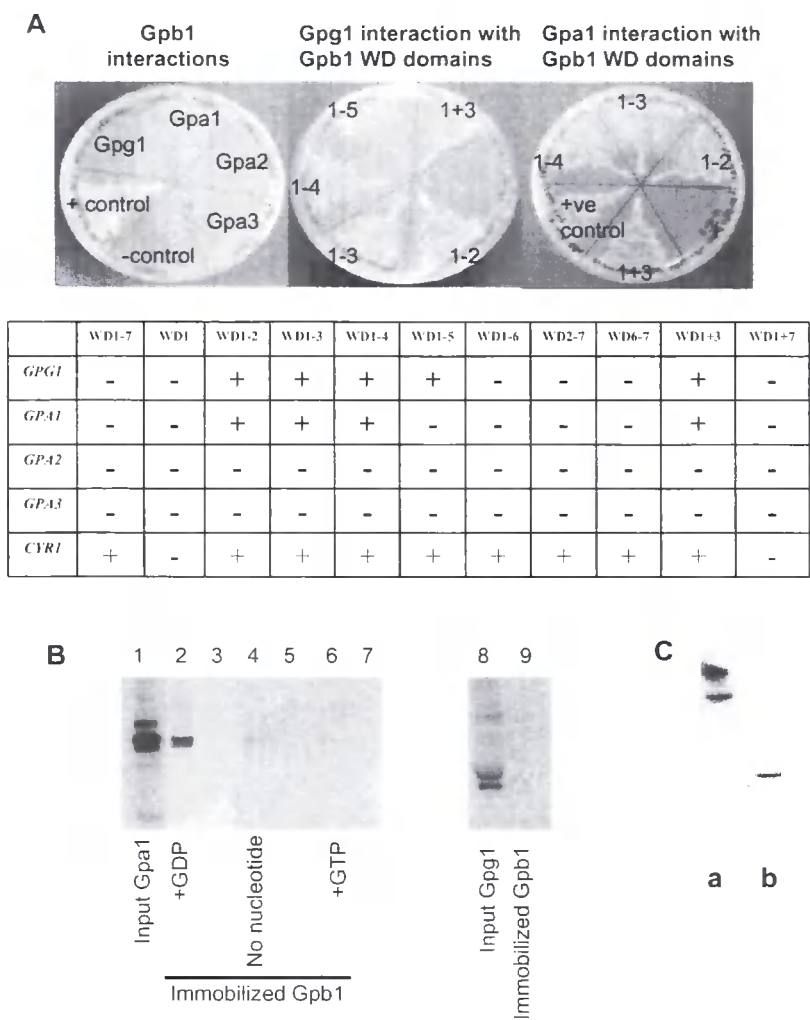 A
Gpb1
interactions
Gpg1 interaction with
Gpb1 WD domains
Gpa1 interaction with
Gpb1 WD domains
Gpa1
Gpg1
Gpa2
+ control
Gpa3
-control
1-5
1+3
1-4
1-3
1-2
1-3
1-4
1-2
+ve
control
1+3
WD1-7 WD1 WD1-2 WD1-3 WD1-4 WD1-5 WD1-6 WD2-7 WD6-7 WD1+3 WD1+7
GPG1 - - + + + + - - - + -
GPA1 - - + + + - - - - + -
GPA2 - - - - - - - - - - -
GPA3 - - - - - - - - - - -
CYR1 + - + + + + + + + + -
B
1 2 3 4 5 6 7
8 9
Input Gpa1
+GDP
No nucleotide
+GTP
Immobilized Gpb1
Input Gpg1
Immobilized Gpb1
C
a b